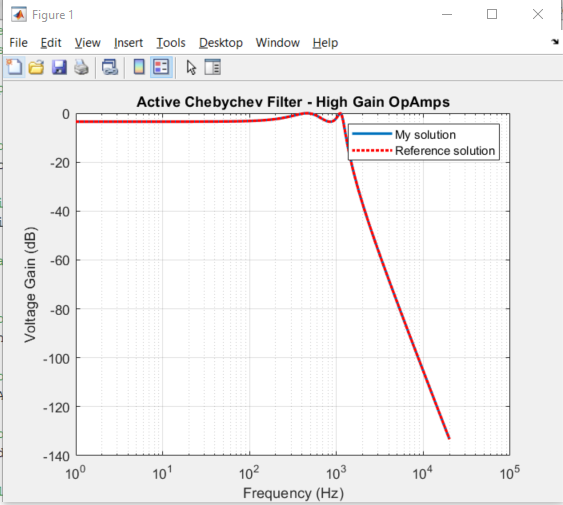 Figure 1
File Edit View Insert Tools Desktop Window Help
Active Chebychev Filter - High Gain OpAmps
My solution
Reference solution
0
-20
-40
-60
-80
-100
-120
-140
Voltage Gain (dB)
10^0 10^1 10^2 10^3 10^4 10^5
Frequency (Hz)